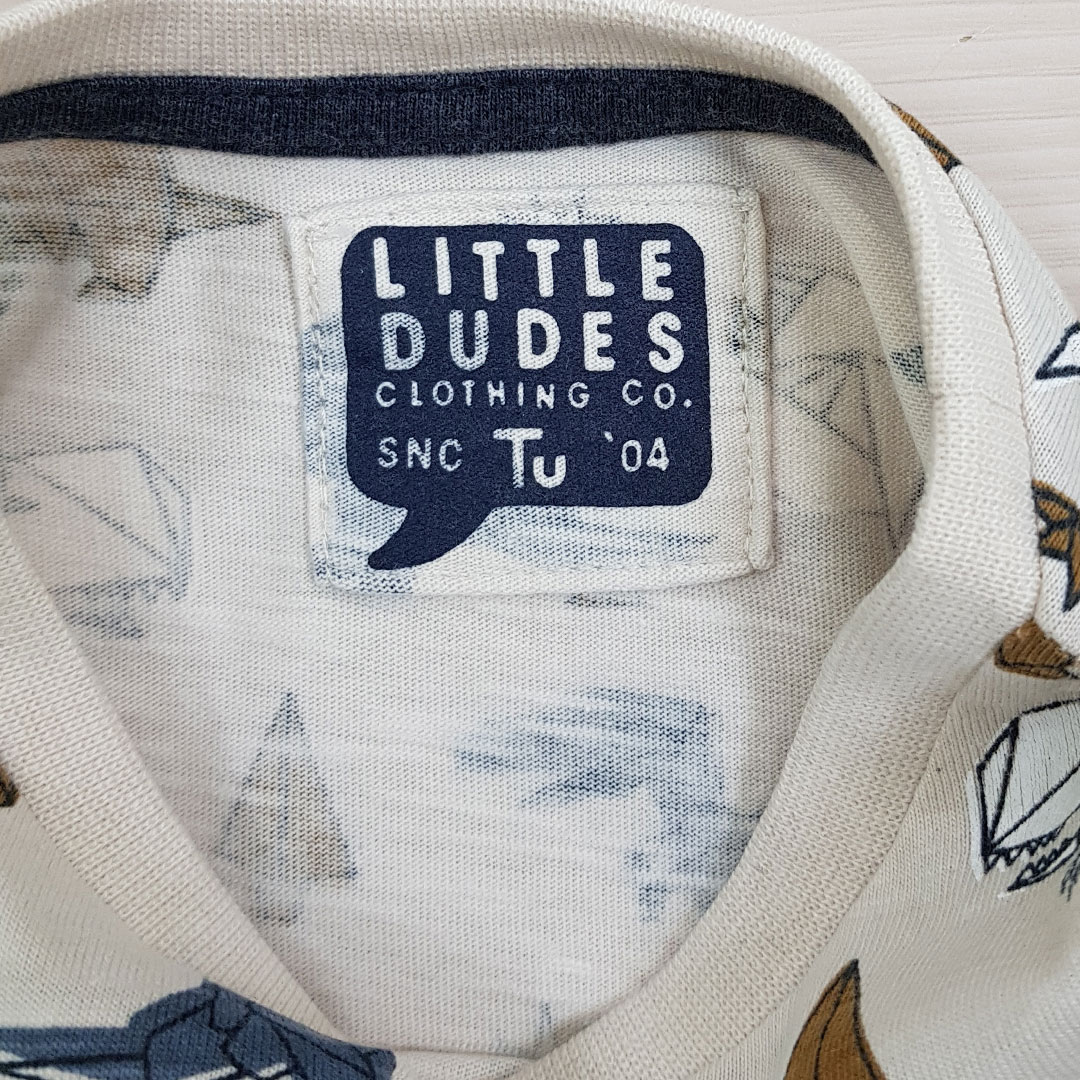 LITTLE
DUDES
CLOTHING CO.
SNC Tu '04